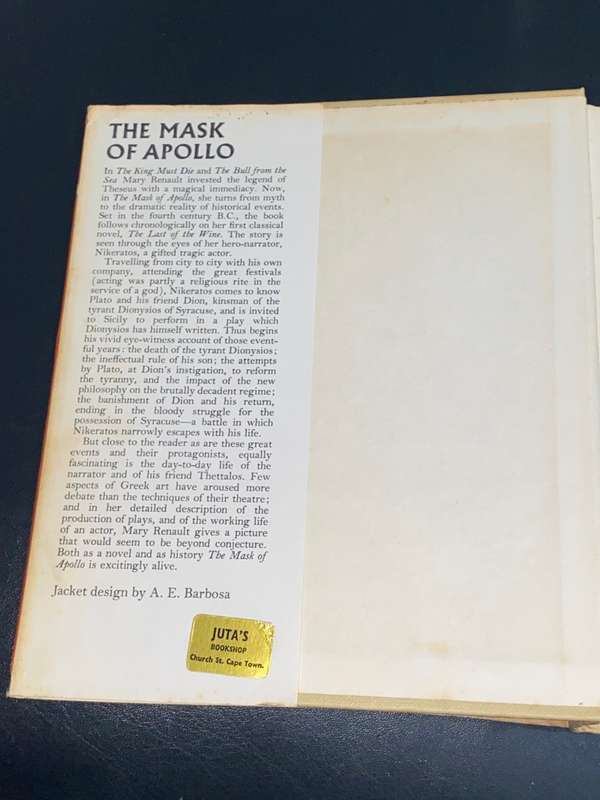 THE MASK
OF APOLLO
In The King Must Die and The Bull from the
Sea Mary Renault invested the legend of
Theseus with a magical immediacy. Now,
in The Mask of Apollo, she turns from myth
to the dramatic reality of historical events.
Set in the fourth century B.C., the book
follows chronologically on her first classical
novel, The Last of the Wine. The story is
seen through the eyes of her hero-narrator,
Nikeratos, a gifted tragic actor.
Travelling from city to city with his own
company, attending the great festivals
(acting was partly a religious rite in the
service of a god), Nikeratos comes to know
Plato and his friend Dion, kinsman of the
tyrant Dionysios of Syracuse, and is invited
to Sicily to perform in a play which
Dionysios has himself written. Thus begins
his vivid eye-witness account of those event-
ful years: the death of the tyrant Dionysios;
the ineffectual rule of his son; the attempts
by Plato, at Dion's instigation, to reform
the tyranny, and the impact of the new
philosophy on the brutally decadent regime;
the banishment of Dion and his return,
ending in the bloody struggle for the
possession of Syracuse—a battle in which
Nikeratos narrowly escapes with his life.
But close to the reader as are these great
events and their protagonists, equally
fascinating is the day-to-day life of the
narrator and of his friend Thettalos. Few
aspects of Greek art have aroused more
debate than the techniques of their theatre;
and in her detailed description of the
production of plays, and of the working life
of an actor, Mary Renault gives a picture
that would seem to be beyond conjecture.
Both as a novel and as history The Mask of
Apollo is excitingly alive.
Jacket design by A. E. Barbosa
JUTA'S
BOOKSHOP
Church St. Cape Town.